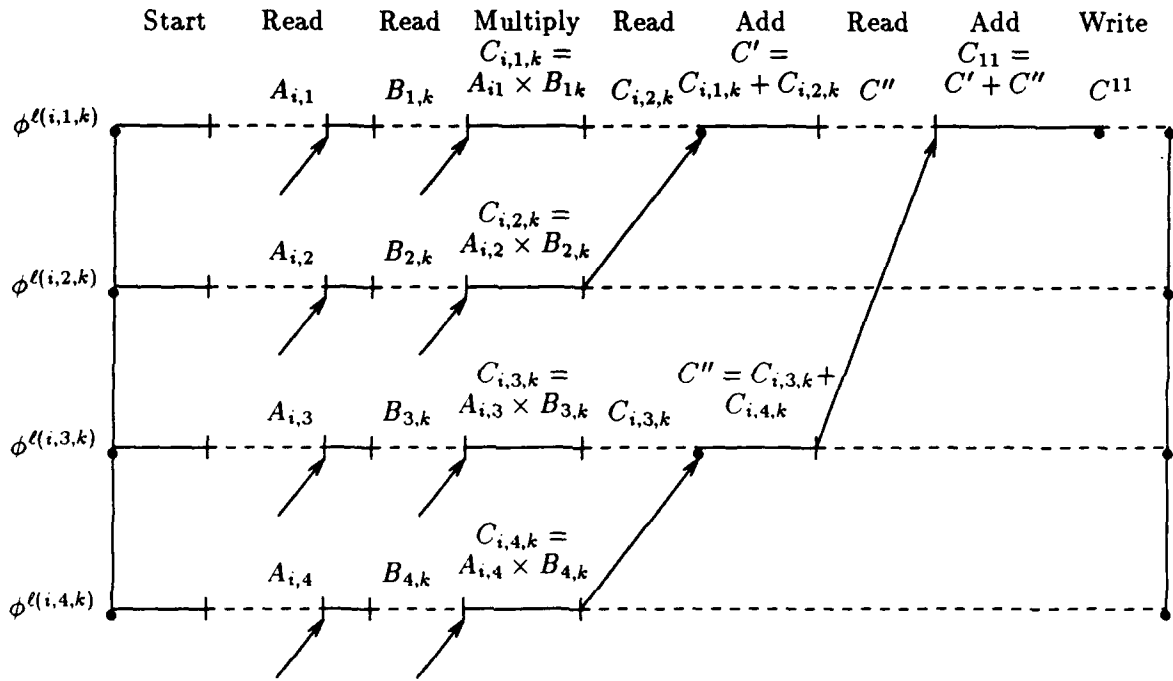 Start Read Read Multiply Read Add Read Add Write
C_{i,1,k} = C' = C_{11} =
A_{i,1} B_{1,k} A_{i1} × B_{1k} C_{i,2,k} C_{i,1,k} + C_{i,2,k} C'' C' + C'' C^{11}
ϕ^{ℓ(i,1,k)}
C_{i,2,k} =
A_{i,2} B_{2,k} A_{i,2} × B_{2,k}
ϕ^{ℓ(i,2,k)}
C_{i,3,k} = C'' = C_{i,3,k} +
A_{i,3} B_{3,k} A_{i,3} × B_{3,k} C_{i,3,k} C_{i,4,k}
ϕ^{ℓ(i,3,k)}
C_{i,4,k} =
A_{i,4} B_{4,k} A_{i,4} × B_{4,k}
ϕ^{ℓ(i,4,k)}